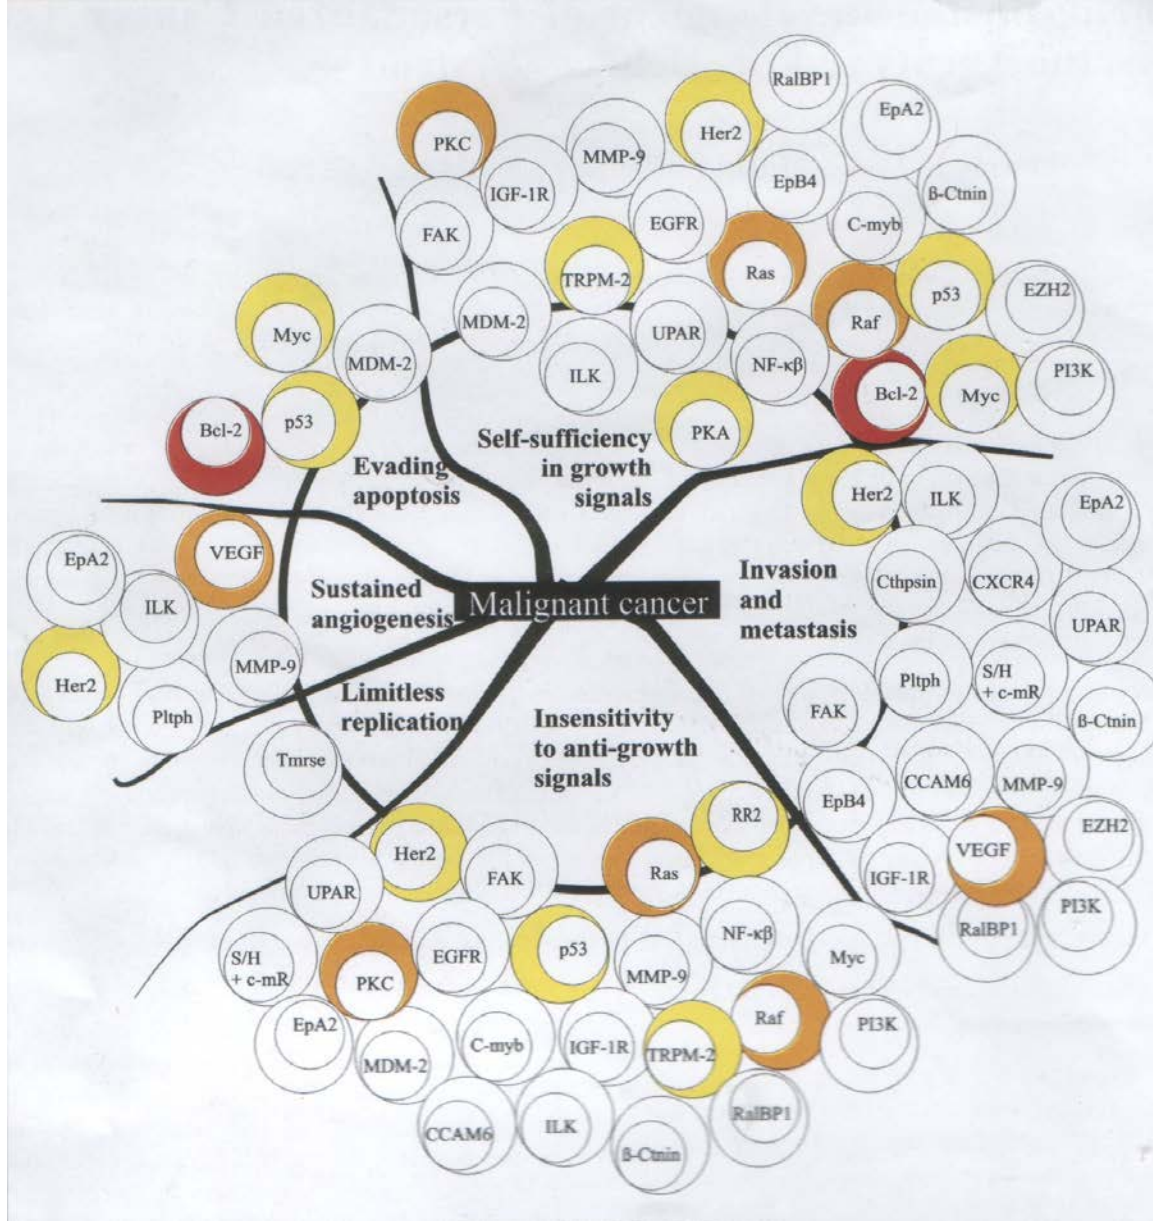 RalBP1
EpA2
PKC
Her2
MMP-9
IGF-1R
EpB4
ß-Ctnin
FAK
EGFR
C-myb
TRPM-2
Ras
p53
EZH2
Myc
MDM-2
MDM-2
UPAR
Raf
NF-κβ
ILK
PI3K
Bcl-2
Myc
Bcl-2
p53
PKA
Self-sufficiency
in growth
signals
Evading
apoptosis
Her2
ILK
EpA2
VEGF
EpA2
ILK
Cthpsin
CXCR4
Sustained
angiogenesis
Malignant cancer
Invasion
and
metastasis
UPAR
Her2
MMP-9
Pltph
Pltph
S/H
+ c-mR
FAK
ß-Ctnin
Limitless
replication
Insensitivity
to anti-growth
signals
Tmrse
CCAM6
MMP-9
EpB4
RR2
EZH2
Her2
VEGF
FAK
Ras
IGF-1R
UPAR
PI3K
RalBP1
NF-κβ
S/H
+ c-mR
EGFR
p53
MMP-9
Myc
PKC
EpA2
Raf
PI3K
C-myb
IGF-1R
TRPM-2
MDM-2
RalBP1
CCAM6
ILK
ß-Ctnin